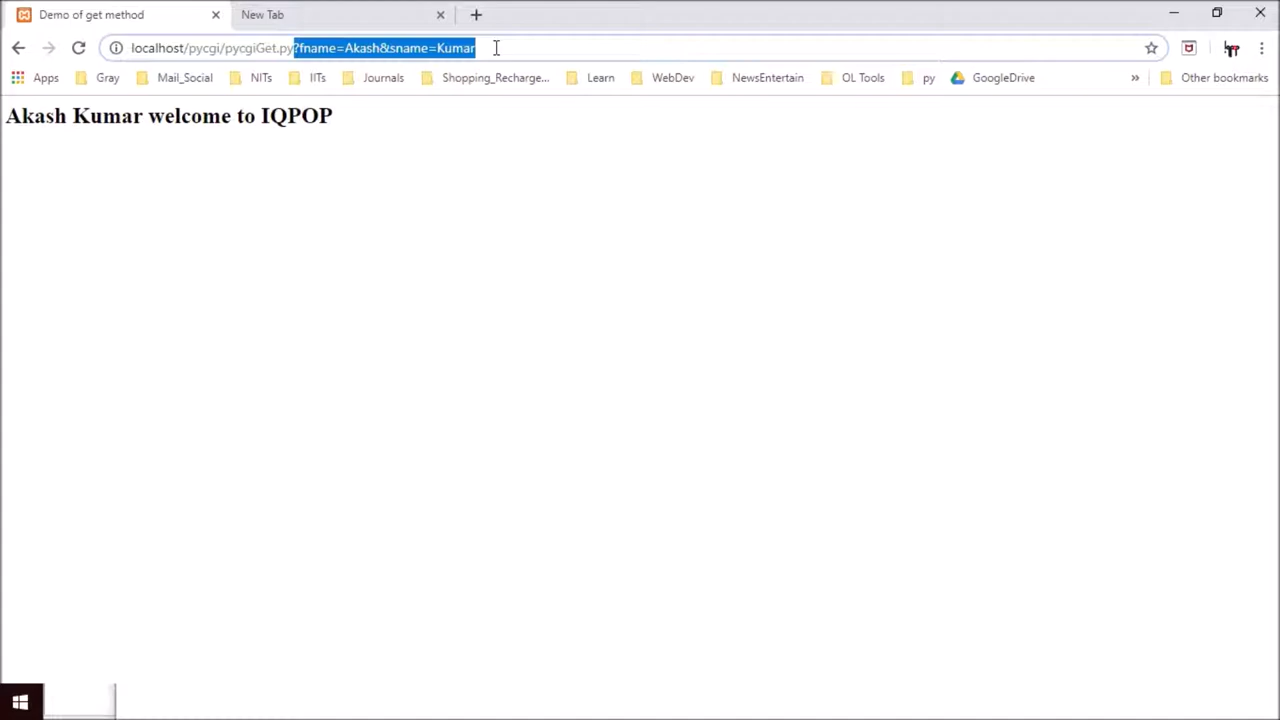 Demo of get method
New Tab
localhost/pycgi/pycgiGet.py?fname=Akash&sname=Kumar
Apps Gray Mail_Social NITs IITs Journals Shopping_Recharge... Learn WebDev NewsEntertain OL Tools py GoogleDrive » Other bookmarks
Akash Kumar welcome to IQPOP